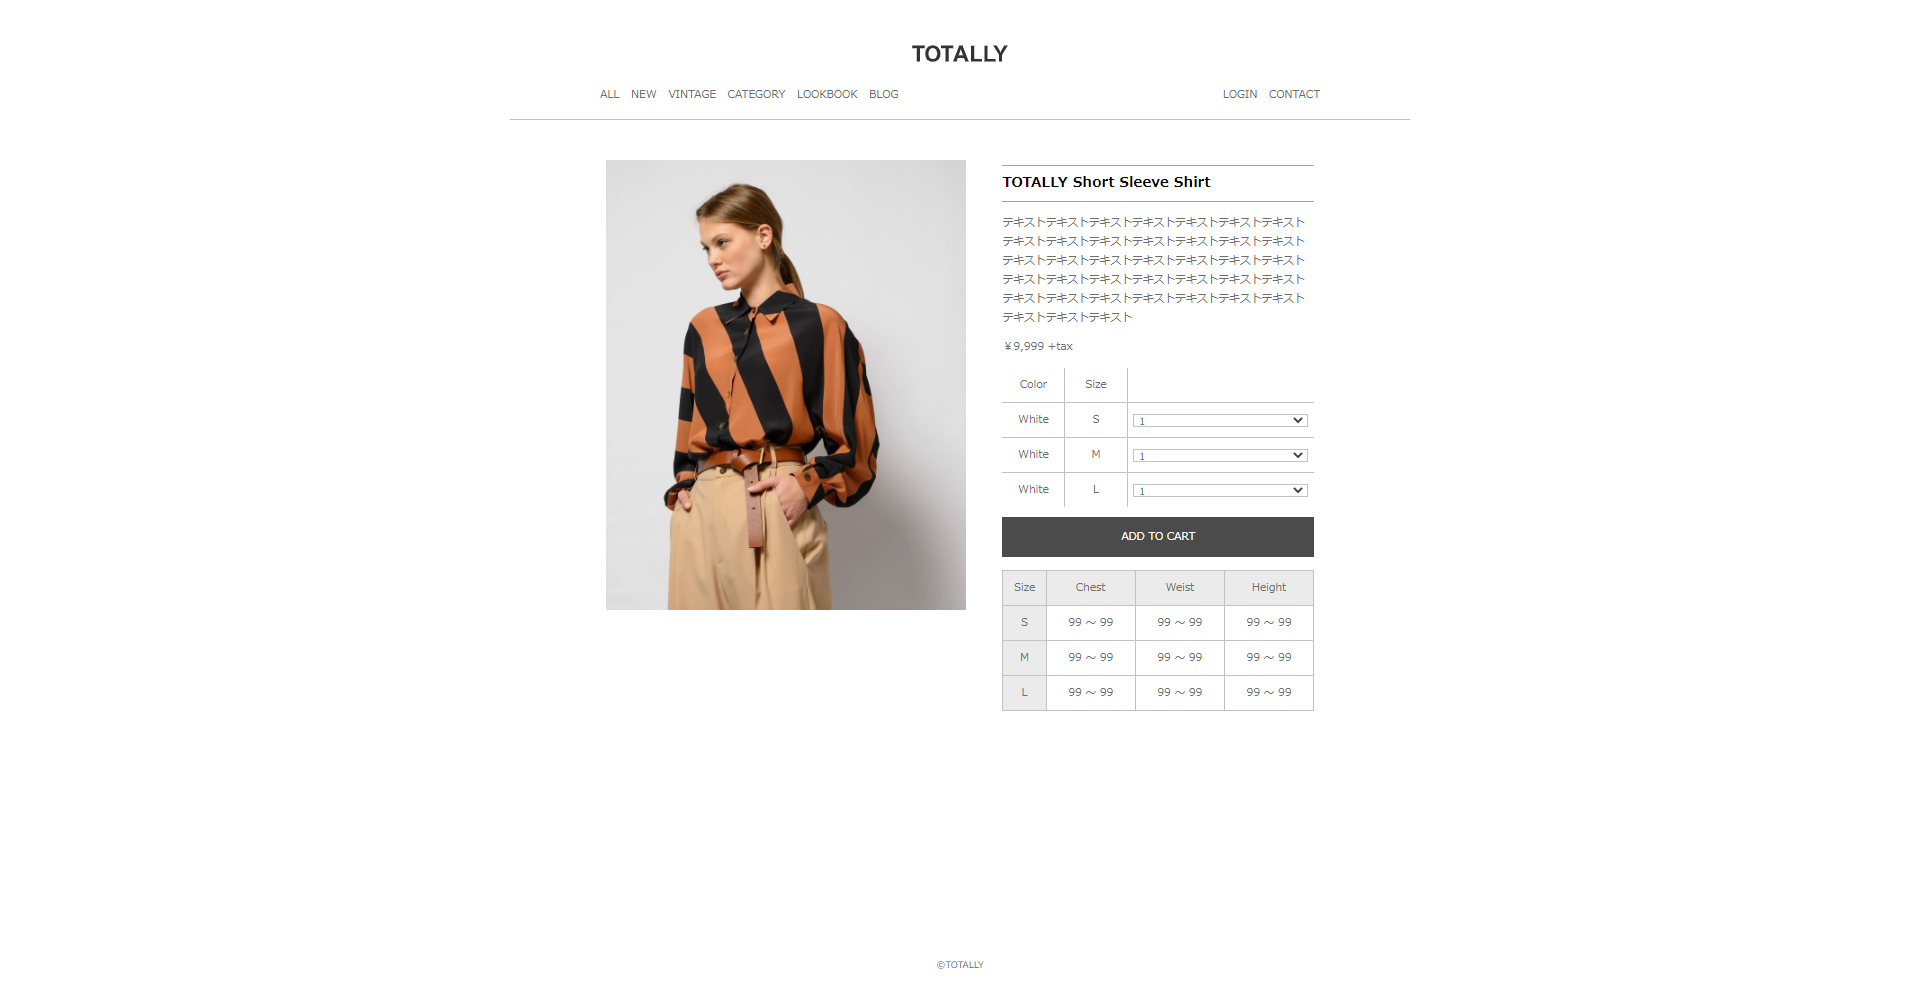 TOTALLY
ALL NEW VINTAGE CATEGORY LOOKBOOK BLOG LOGIN CONTACT
TOTALLY Short Sleeve Shirt
テキストテキストテキストテキストテキストテキストテキスト
テキストテキストテキストテキストテキストテキストテキスト
テキストテキストテキストテキストテキストテキストテキスト
テキストテキストテキストテキストテキストテキストテキスト
テキストテキストテキストテキストテキストテキストテキスト
テキストテキストテキスト
¥9,999 +tax
Color Size
White S 1
White M 1
White L 1
ADD TO CART
Size Chest Weist Height
S 99 〜 99 99 〜 99 99 〜 99
M 99 〜 99 99 〜 99 99 〜 99
L 99 〜 99 99 〜 99 99 〜 99
©TOTALLY